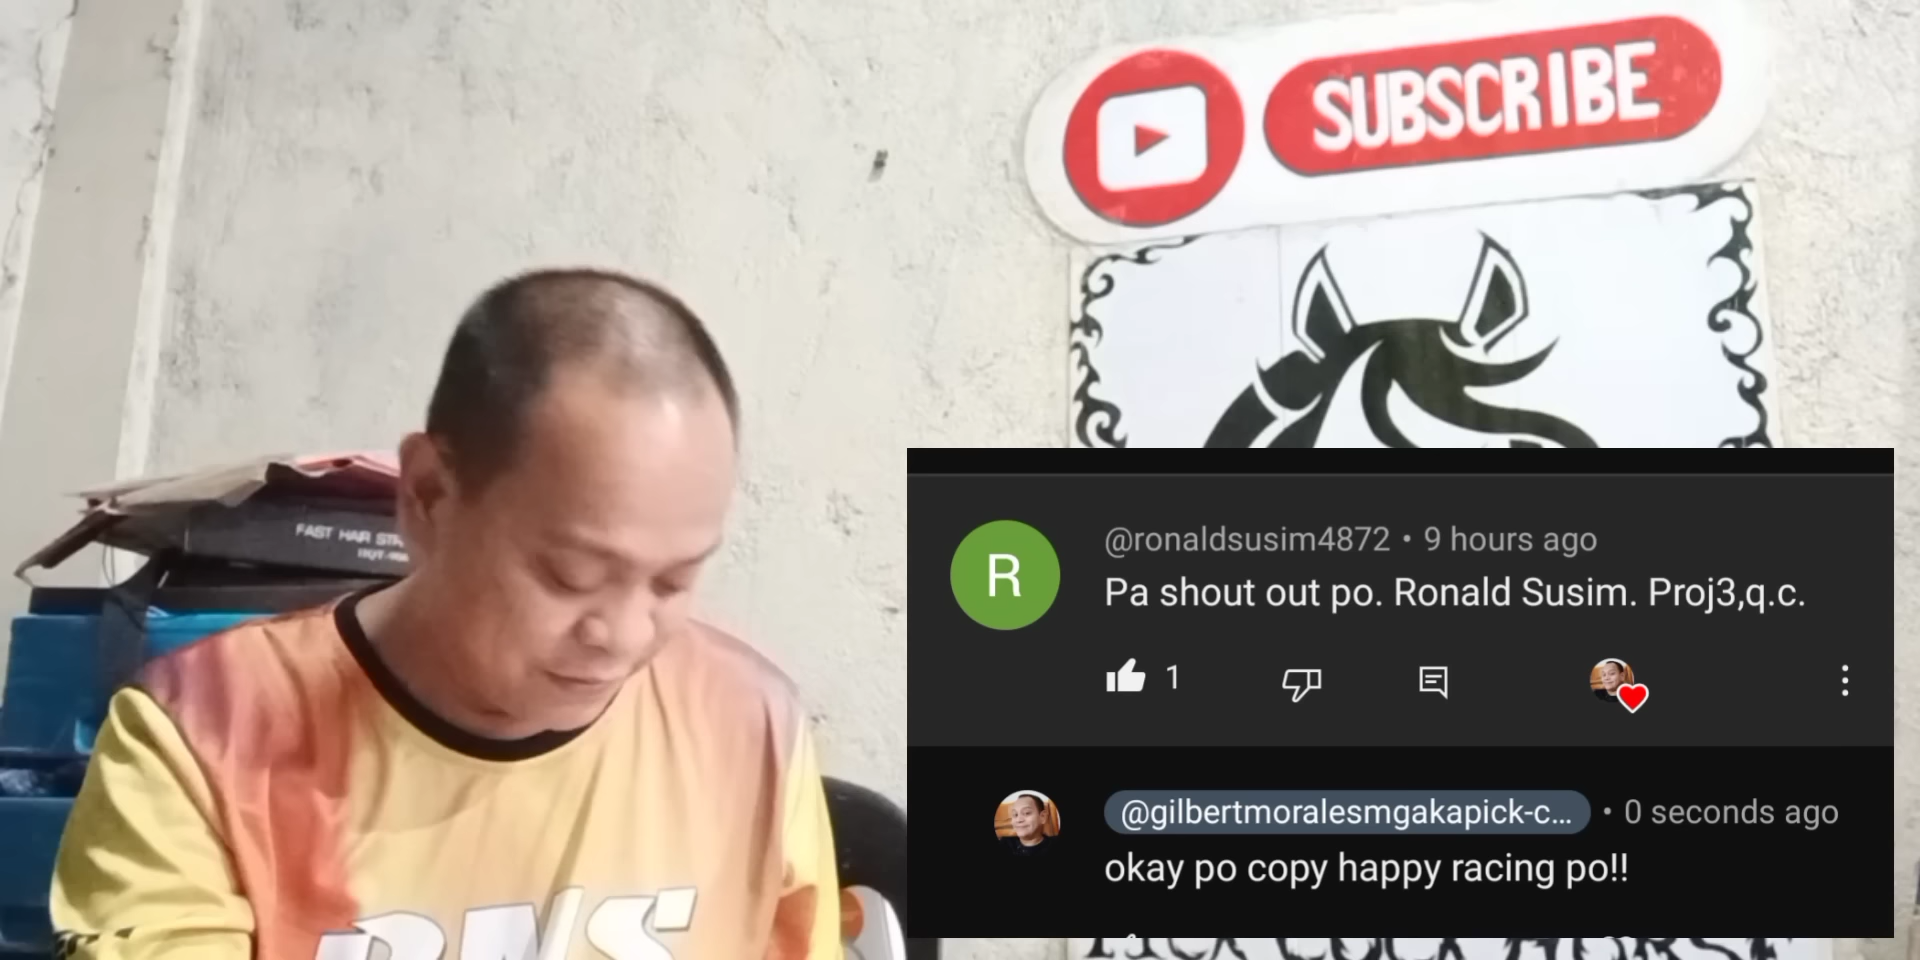 SUBSCRIBE
FAST HAIR STR
@ronaldsusim4872 • 9 hours ago
R
Pa shout out po. Ronald Susim. Proj3,q.c.
1
@gilbertmoralesmgakapick-c... • 0 seconds ago
okay po copy happy racing po!!